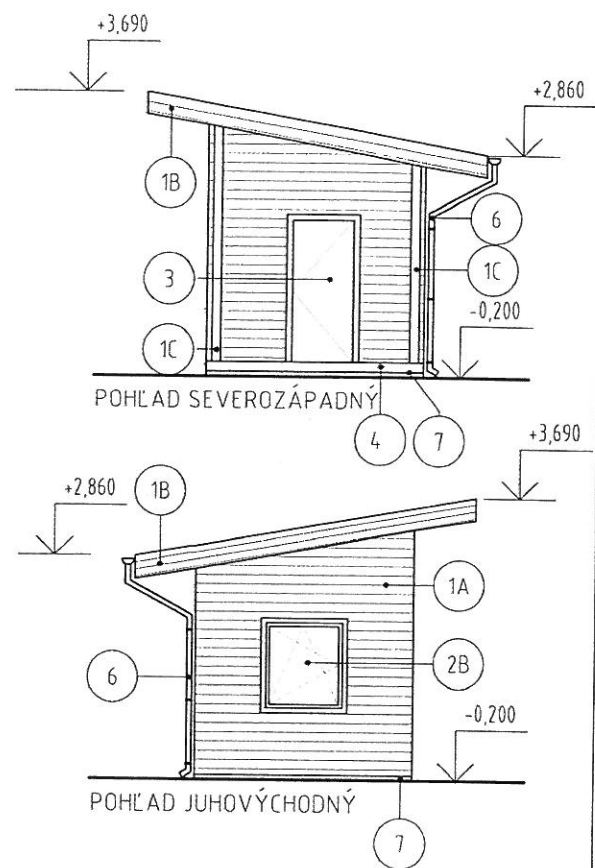 +3,690
+2,860
1B
6
3
1C
-0,200
1C
POHĽAD SEVEROZÁPADNÝ
4
7
+3,690
+2,860
1B
1A
2B
6
-0,200
POHĽAD JUHOVÝCHODNÝ
7